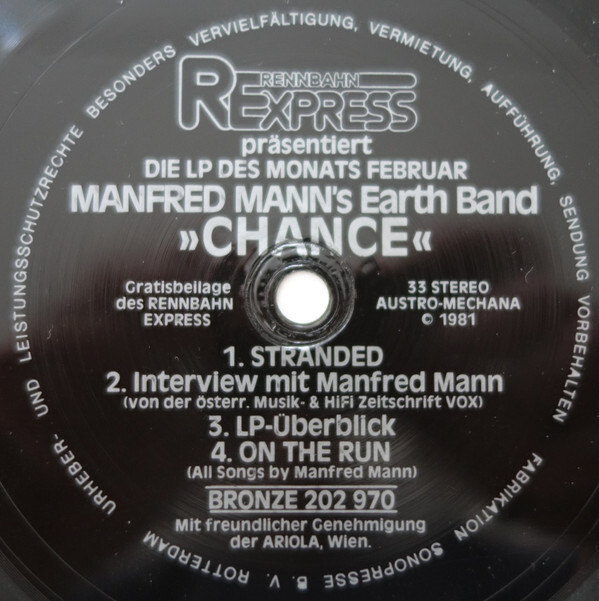 URHEBER- UND LEISTUNGSSCHUTZRECHTE BESONDERS VERVIELFÄLTIGUNG, VERMIETUNG, AUFFÜHRUNG, SENDUNG VORBEHALTEN · FABRIKATION SONOPRESSE B. V. ROTTERDAM
RENNBAHN
REXPRESS
präsentiert
DIE LP DES MONATS FEBRUAR
MANFRED MANN's Earth Band
»CHANCE«
Gratisbeilage
des RENNBAHN
EXPRESS
33 STEREO
AUSTRO-MECHANA
© 1981
1. STRANDED
2. Interview mit Manfred Mann
(von der österr. Musik- & HiFi Zeitschrift VOX)
3. LP-Überblick
4. ON THE RUN
(All Songs by Manfred Mann)
BRONZE 202 970
Mit freundlicher Genehmigung
der ARIOLA, Wien.